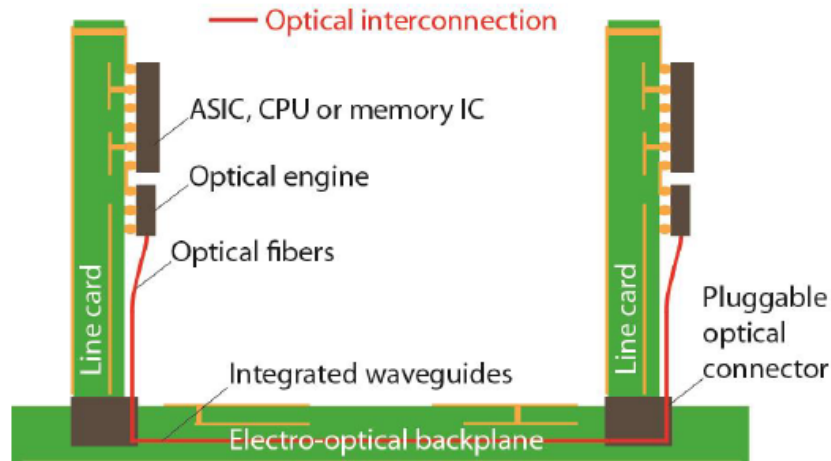 Optical interconnection
ASIC, CPU or memory IC
Optical engine
Optical fibers
Line card
Line card
Pluggable
optical
connector
Integrated waveguides
Electro-optical backplane